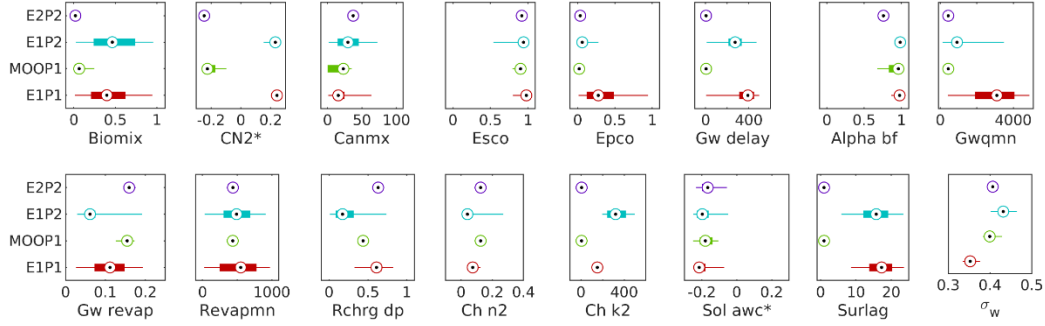 E2P2
E1P2
MOOP1
E1P1
0 0.5 1 -0.2 0 0.2 0 50 100 0 0.5 1 0 0.5 1 0 400 0 0.5 1 0 4000
Biomix CN2* Canmx Esco Epco Gw delay Alpha bf Gwqmn
E2P2
E1P2
MOOP1
E1P1
0 0.1 0.2 0 1000 0 0.5 1 0 0.2 0.4 0 400 -0.2 0 0.2 0 10 20 0.3 0.4 0.5
Gw revap Revapmn Rchrg dp Ch n2 Ch k2 Sol awc* Surlag σw